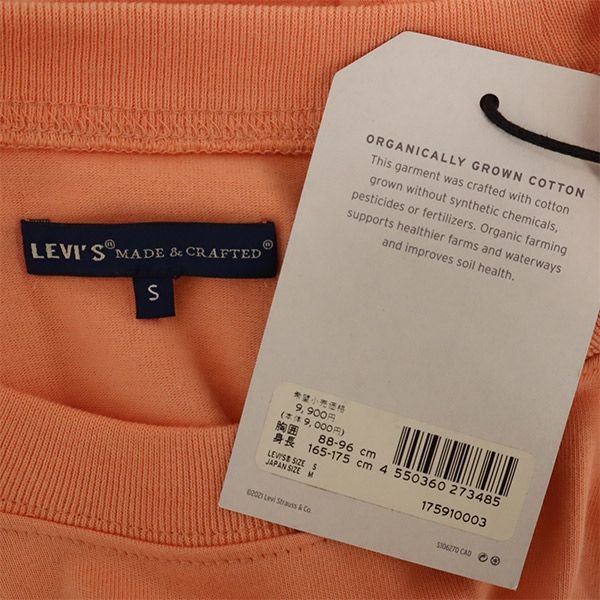 LEVI'S® MADE & CRAFTED®
S
ORGANICALLY GROWN COTTON
This garment was crafted with cotton
grown without synthetic chemicals,
pesticides or fertilizers. Organic farming
supports healthier farms and waterways
and improves soil health.
希望小売価格
9,900円
(本体 9,000円)
胸囲 88-96 cm
身長 165-175 cm
LEVI'S® SIZE S
JAPAN SIZE M
4 550360 273485
175910003
©2021 Levi Strauss & Co.
S106270 CAD